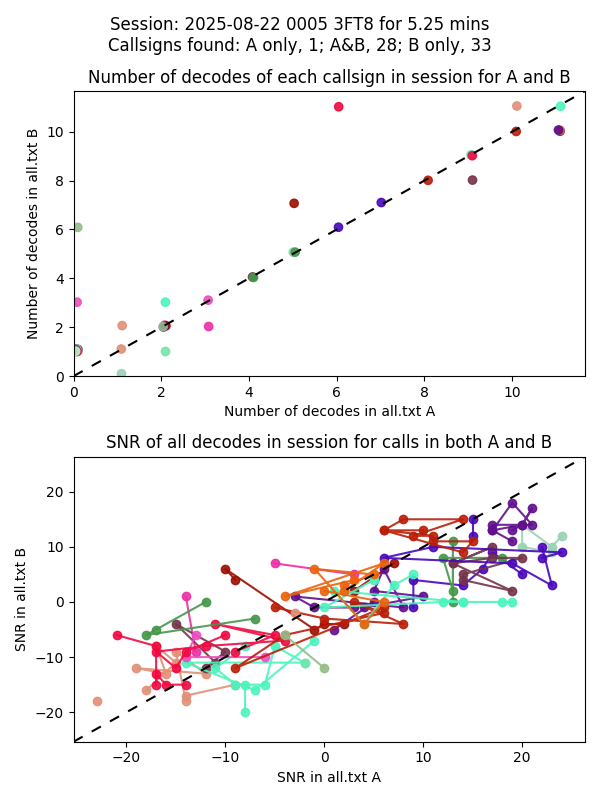 Session: 2025-08-22 0005 3FT8 for 5.25 mins
Callsigns found: A only, 1; A&B, 28; B only, 33
Number of decodes of each callsign in session for A and B
Number of decodes in all.txt B
10
8
6
4
2
0
0 2 4 6 8 10
Number of decodes in all.txt A
SNR of all decodes in session for calls in both A and B
SNR in all.txt B
20
10
0
−10
−20
−20 −10 0 10 20
SNR in all.txt A